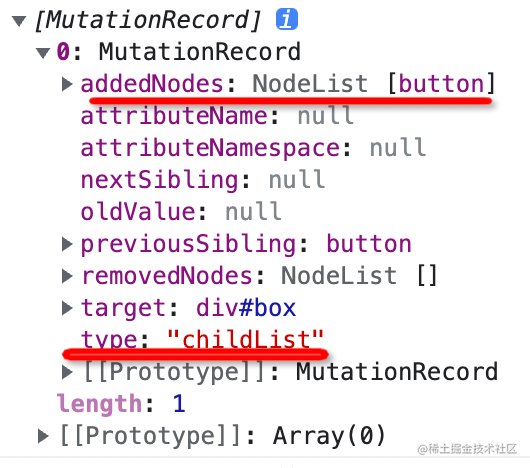 [MutationRecord] i
0: MutationRecord
addedNodes: NodeList [button]
attributeName: null
attributeNamespace: null
nextSibling: null
oldValue: null
previousSibling: button
removedNodes: NodeList []
target: div#box
type: "childList"
[[Prototype]]: MutationRecord
length: 1
[[Prototype]]: Array(0)
@稀土掘金技术社区